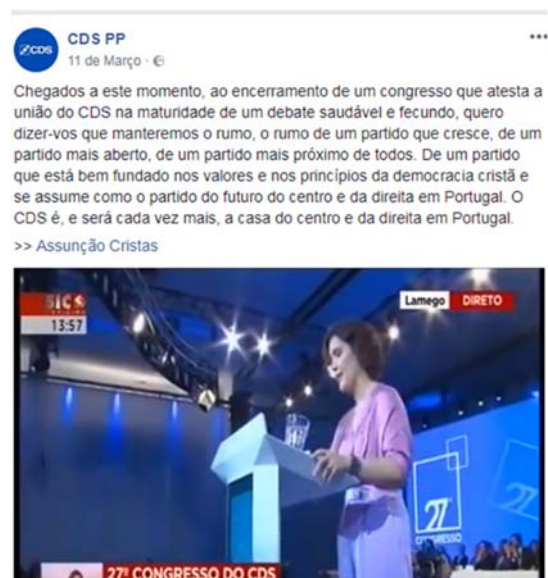 CDS
CDS PP
11 de Março
Chegados a este momento, ao encerramento de um congresso que atesta a
união do CDS na maturidade de um debate saudável e fecundo, quero
dizer-vos que manteremos o rumo, o rumo de um partido que cresce, de um
partido mais aberto, de um partido mais próximo de todos. De um partido
que está bem fundado nos valores e nos princípios da democracia cristã e
se assume como o partido do futuro do centro e da direita em Portugal. O
CDS é, e será cada vez mais, a casa do centro e da direita em Portugal.
>> Assunção Cristas
SIC
NOTÍCIAS
13:57
Lamego DIRETO
27º
CONGRESSO
27
27º CONGRESSO DO CDS